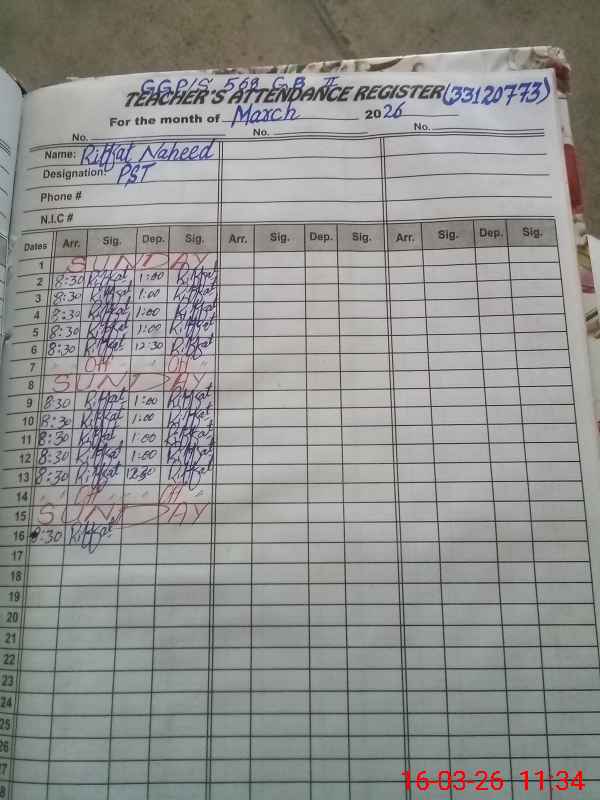 GGP/S 568 G.B II
TEACHER'S ATTENDANCE REGISTER (33120773)
For the month of March 2026
No. No. No.
Name: Riffat Naheed
Designation: PST
Phone #
N.I.C #
Dates Arr. Sig. Dep. Sig. Arr. Sig. Dep. Sig. Arr. Sig. Dep. Sig.
1 SUNDAY
2 8:30 Riffat 1:00 Riffat
3 8:30 Riffat 1:00 Riffat
4 8:30 Riffat 1:00 Riffat
5 8:30 Riffat 1:00 Riffat
6 8:30 Riffat 12:30 Riffat
7 Off Off
8 SUNDAY
9 8:30 Riffat 1:00 Riffat
10 8:30 Riffat 1:00 Riffat
11 8:30 Riffat 1:00 Riffat
12 8:30 Riffat 1:00 Riffat
13 8:30 Riffat 12:30 Riffat
14 Off Off
15 SUNDAY
16 8:30 Riffat
17
18
19
20
21
22
23
24
25
26
27
16-03-26 11:34